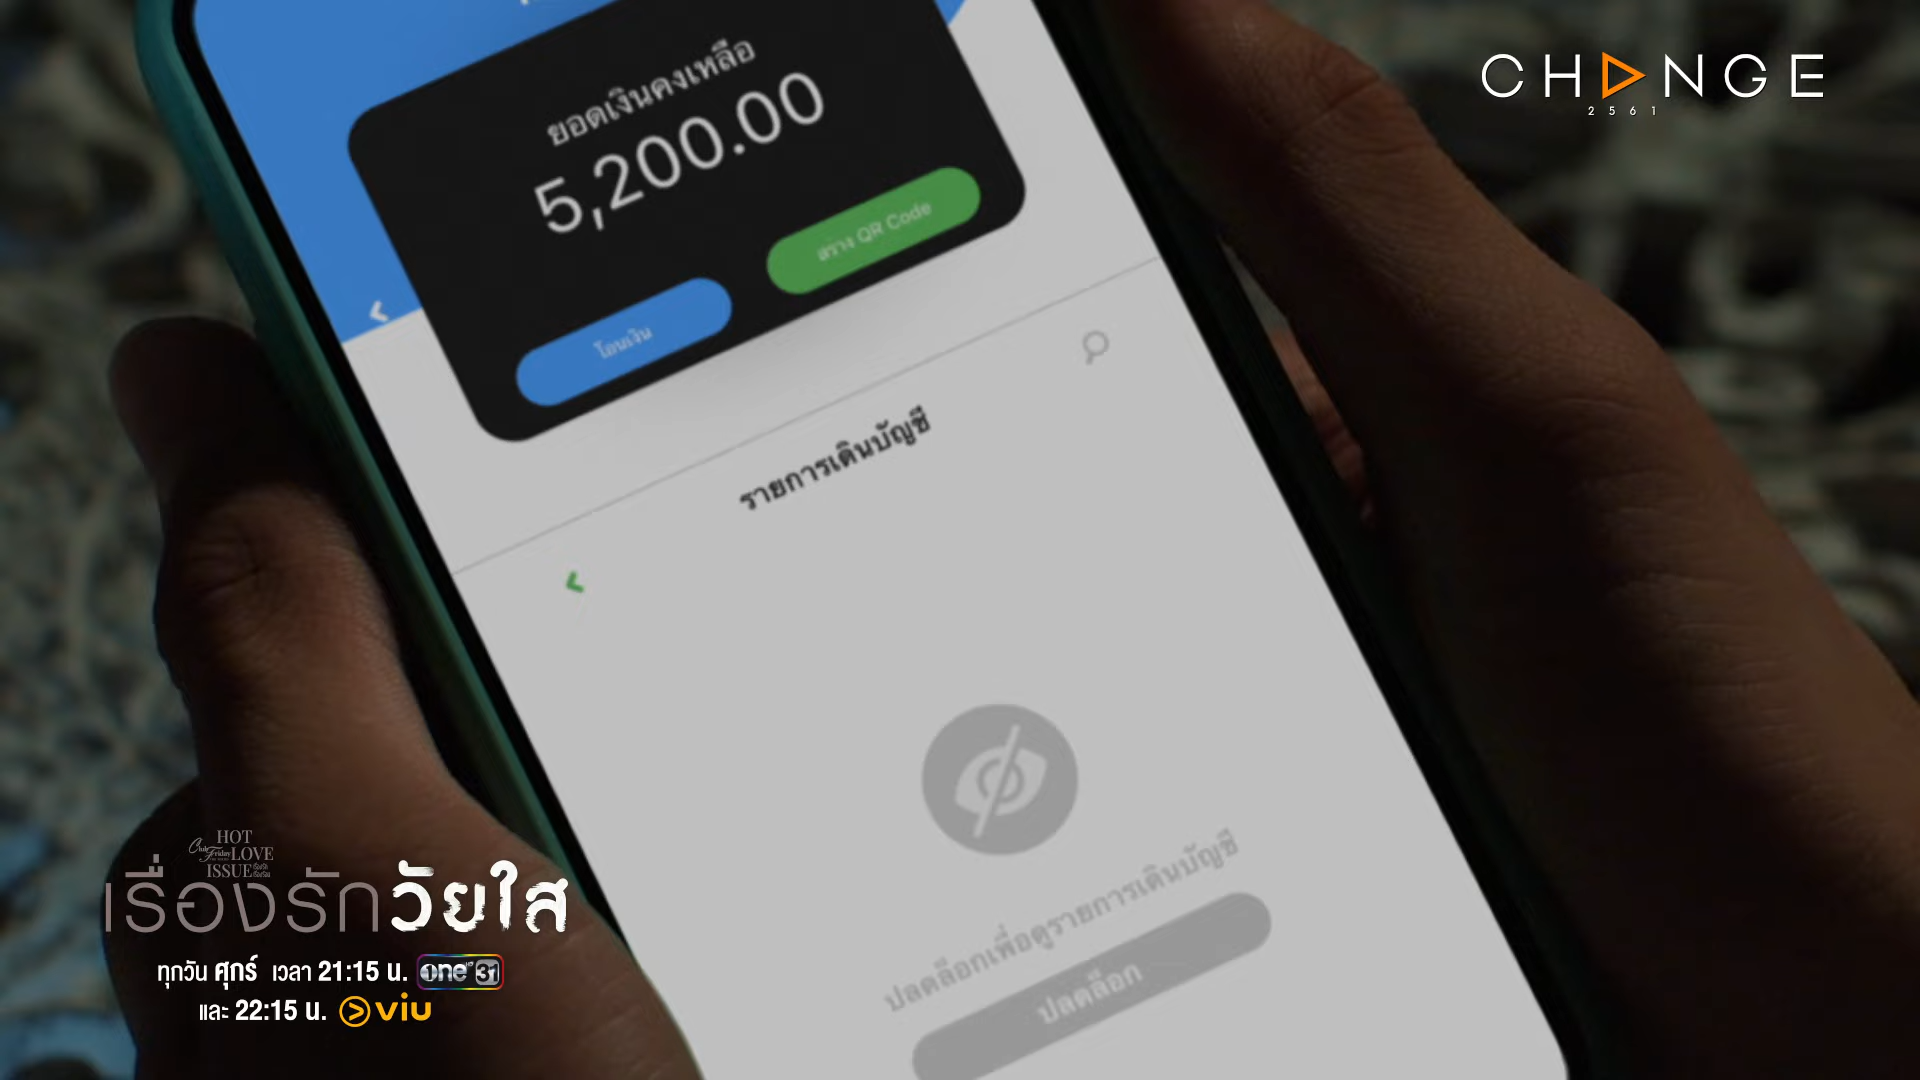 CHANGE
2561
ยอดเงินคงเหลือ
5,200.00
โอนเงิน
สร้าง QR Code
รายการเดินบัญชี
ปลดล็อกเพื่อดูรายการเดินบัญชี
ปลดล็อก
HOT
Club Friday LOVE
ISSUE
เรื่องรักวัยใส
ทุกวัน ศุกร์ เวลา 21:15 น. one 31
และ 22:15 น. viu